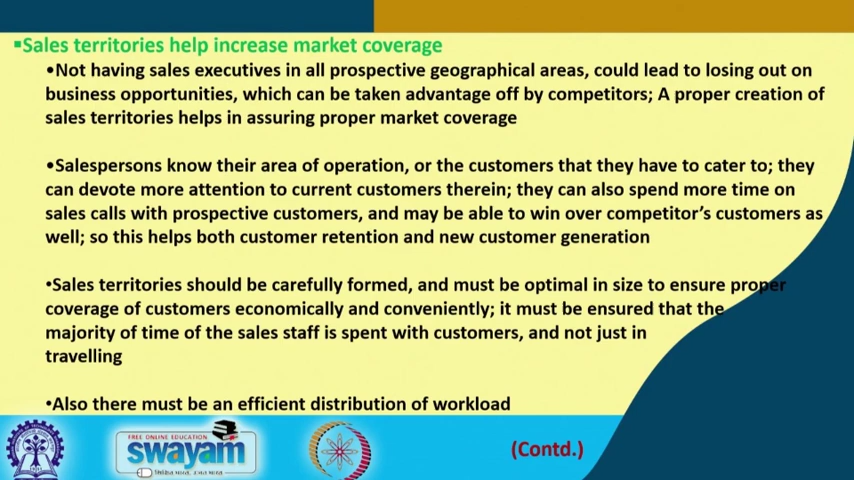 ▪Sales territories help increase market coverage
•Not having sales executives in all prospective geographical areas, could lead to losing out on
business opportunities, which can be taken advantage off by competitors; A proper creation of
sales territories helps in assuring proper market coverage
•Salespersons know their area of operation, or the customers that they have to cater to; they
can devote more attention to current customers therein; they can also spend more time on
sales calls with prospective customers, and may be able to win over competitor's customers as
well; so this helps both customer retention and new customer generation
•Sales territories should be carefully formed, and must be optimal in size to ensure proper
coverage of customers economically and conveniently; it must be ensured that the
majority of time of the sales staff is spent with customers, and not just in
travelling
•Also there must be an efficient distribution of workload
FREE ONLINE EDUCATION
swayam
(Contd.)